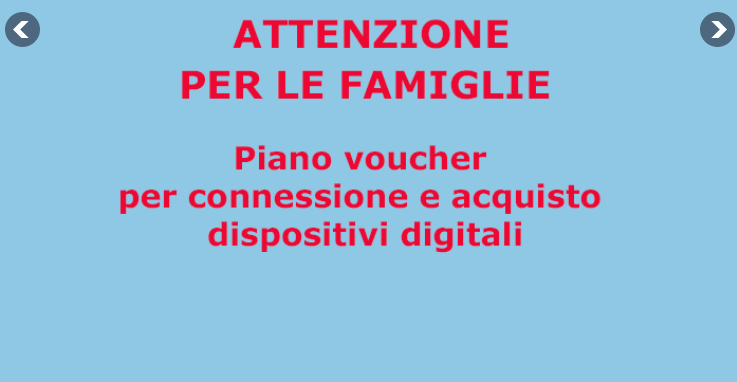 ATTENZIONE
PER LE FAMIGLIE
Piano voucher
per connessione e acquisto
dispositivi digitali